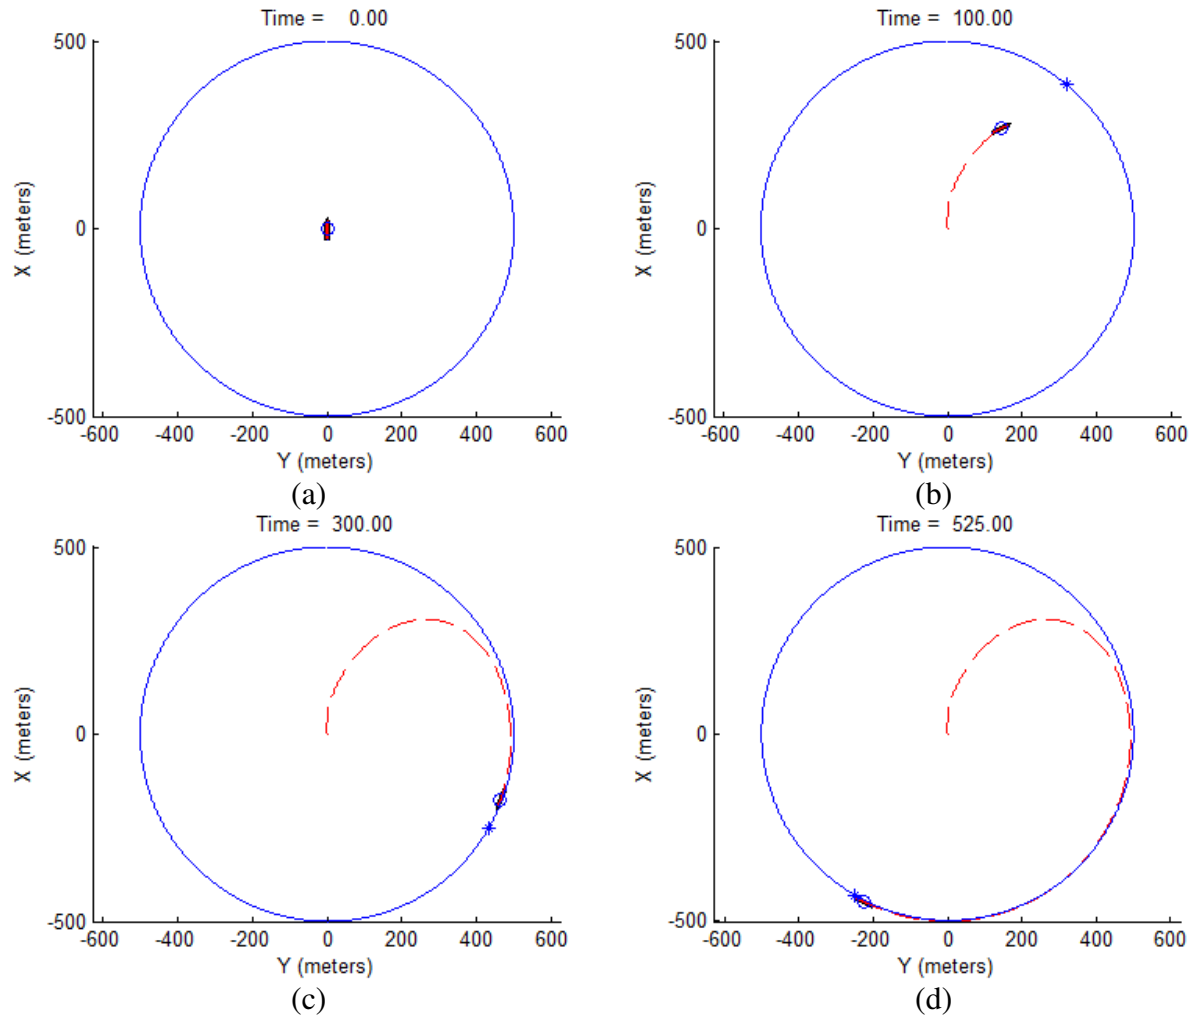 Time = 0.00
500
0
-500
X (meters)
-600 -400 -200 0 200 400 600
Y (meters)
(a)
Time = 100.00
500
0
-500
X (meters)
-600 -400 -200 0 200 400 600
Y (meters)
(b)
Time = 300.00
500
0
-500
X (meters)
-600 -400 -200 0 200 400 600
Y (meters)
(c)
Time = 525.00
500
0
-500
X (meters)
-600 -400 -200 0 200 400 600
Y (meters)
(d)